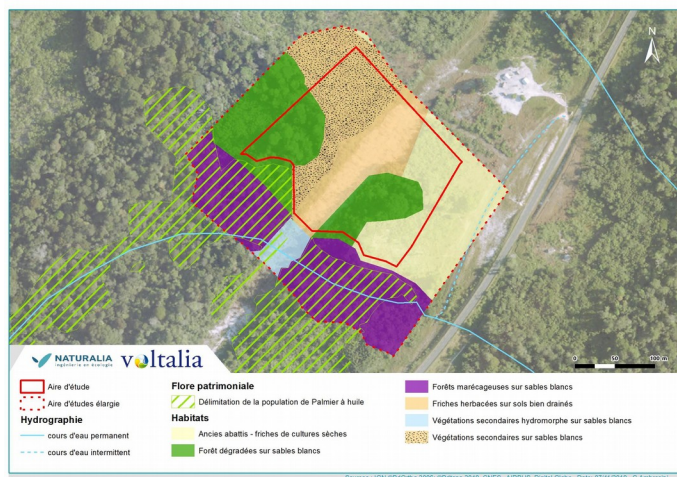 N
0 50 100 m
NATURALIA
Ingénierie en écologie
voltalia
Aire d'étude
Aire d'études élargie
Hydrographie
cours d'eau permanent
cours d'eau intermittent
Flore patrimoniale
Délimitation de la population de Palmier à huile
Habitats
Ancies abattis - friches de cultures sèches
Forêt dégradées sur sables blancs
Forêts marécageuses sur sables blancs
Friches herbacées sur sols bien drainés
Végétations secondaires hydromorphe sur sables blancs
Végétations secondaires sur sables blancs